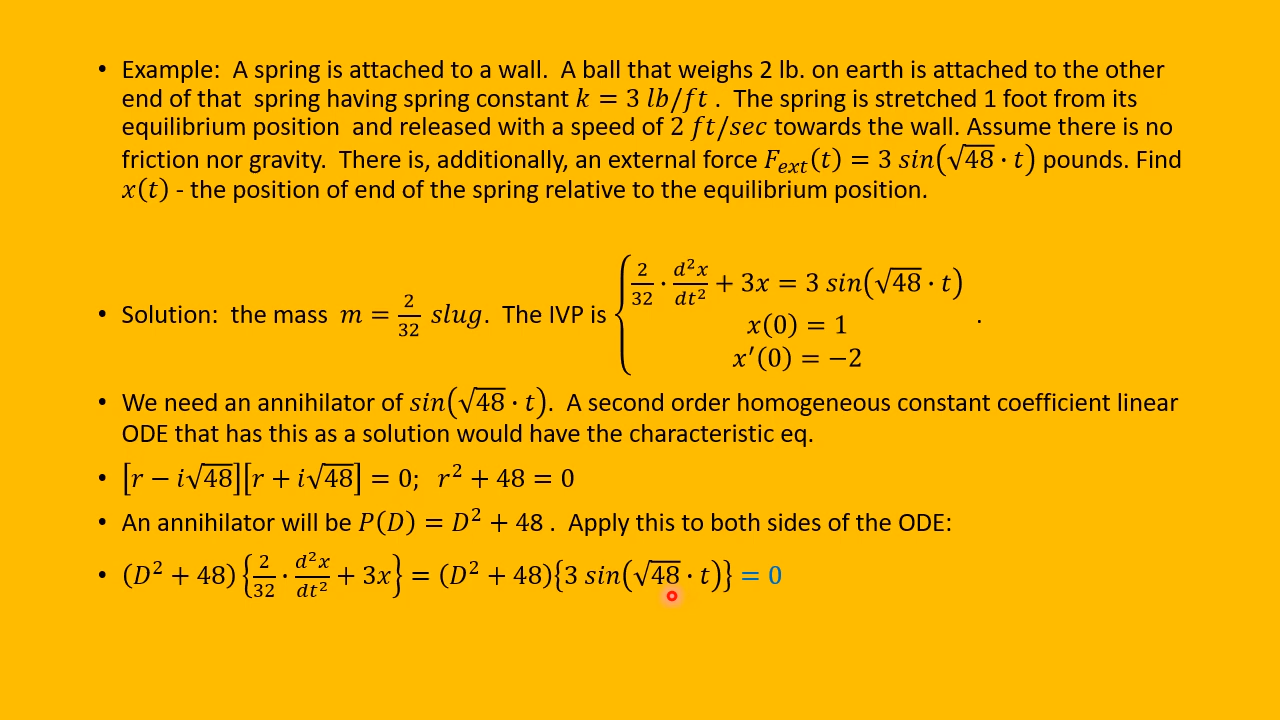 • Example:  A spring is attached to a wall.  A ball that weighs 2 lb. on earth is attached to the other
end of that  spring having spring constant k = 3 lb/ft .  The spring is stretched 1 foot from its
equilibrium position  and released with a speed of 2 ft/sec towards the wall. Assume there is no
friction nor gravity.  There is, additionally, an external force F_ext(t) = 3 sin(√48 · t) pounds. Find
x(t) - the position of end of the spring relative to the equilibrium position.
• Solution:  the mass  m = 2/32 slug.  The IVP is { 2/32 · d²x/dt² + 3x = 3 sin(√48 · t)
x(0) = 1
x′(0) = −2 .
• We need an annihilator of sin(√48 · t).  A second order homogeneous constant coefficient linear
ODE that has this as a solution would have the characteristic eq.
• [r − i√48][r + i√48] = 0;  r² + 48 = 0
• An annihilator will be P(D) = D² + 48 .  Apply this to both sides of the ODE:
• (D² + 48){2/32 · d²x/dt² + 3x} = (D² + 48){3 sin(√48 · t)} = 0